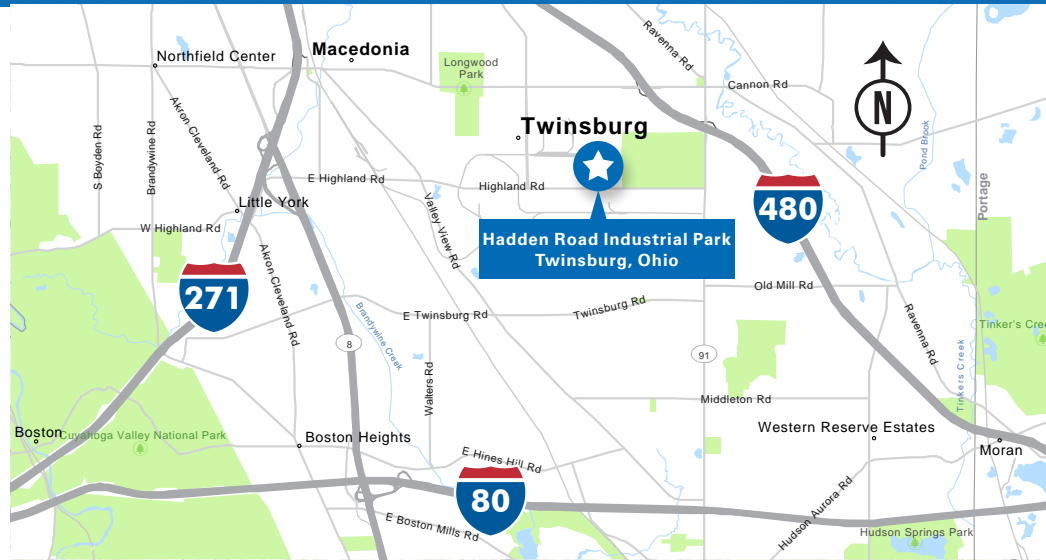 Ravenna Rd
Macedonia
Northfield Center
Longwood
Park
Cannon Rd
N
Akron Cleveland Rd
S Boyden Rd
Brandywine Rd
Twinsburg
Pond Brook
E Highland Rd
Highland Rd
Portage
Little York
Valley View Rd
480
W Highland Rd
Hadden Road Industrial Park
Twinsburg, Ohio
Akron Cleveland Rd
271
Old Mill Rd
Brandywine Creek
E Twinsburg Rd
Twinsburg Rd
Ravenna Rd
Tinker's Cree
8
91
Tinkers Creek
Walters Rd
Middleton Rd
Boston
Cuyahoga Valley National Park
Boston Heights
Western Reserve Estates
Moran
E Hines Hill Rd
80
Hudson Aurora Rd
E Boston Mills Rd
Hudson Springs Park